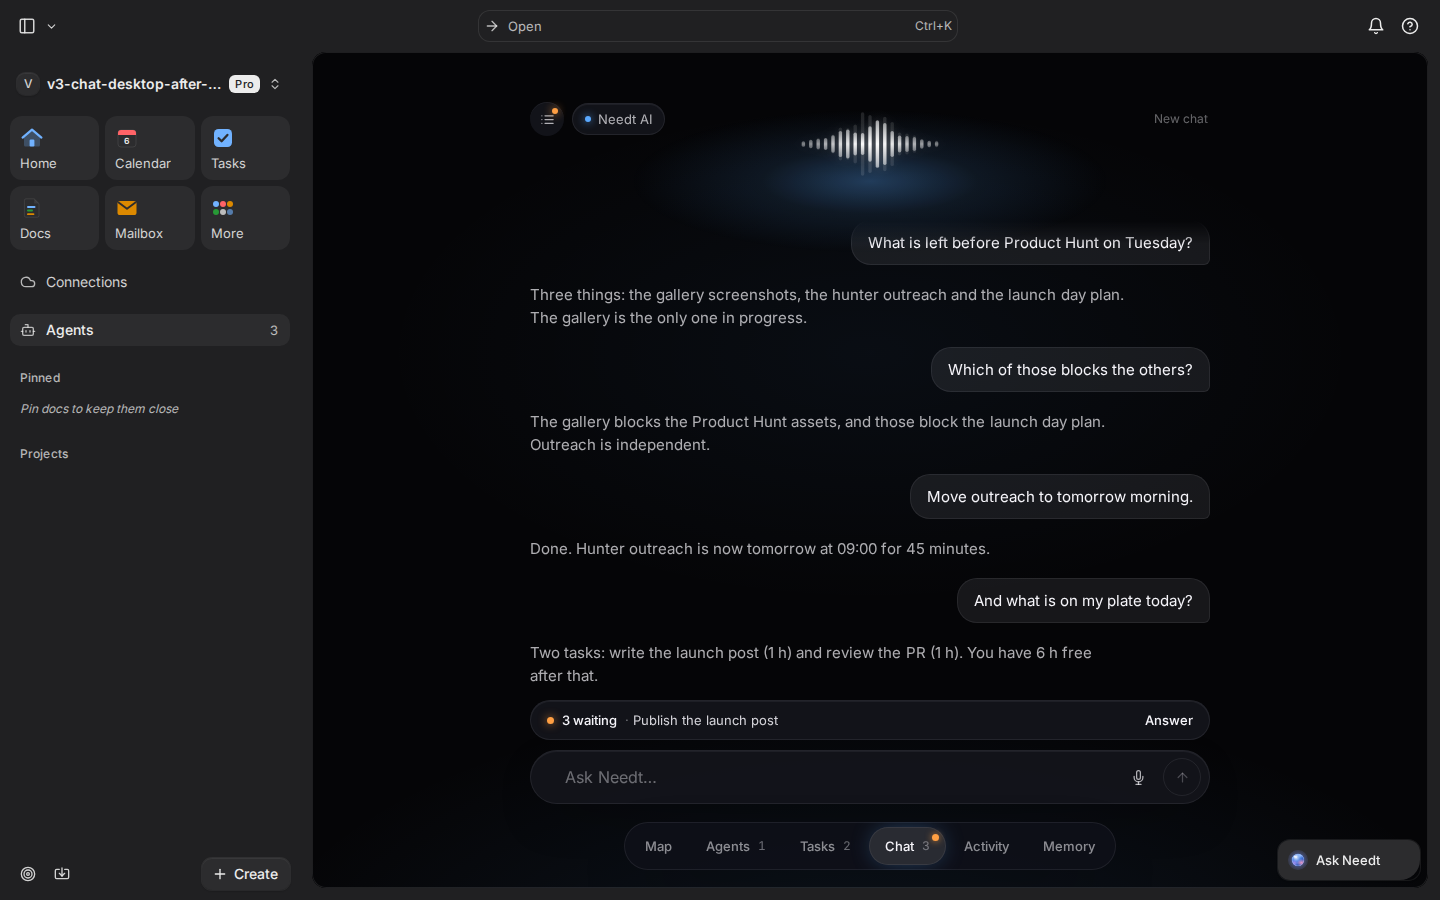 Open
Ctrl+K
V
v3-chat-desktop-after-...
Pro
Home
6
Calendar
Tasks
Docs
Mailbox
More
Connections
Agents
3
Pinned
Pin docs to keep them close
Projects
Create
Needt AI
New chat
What is left before Product Hunt on Tuesday?
Three things: the gallery screenshots, the hunter outreach and the launch day plan.
The gallery is the only one in progress.
Which of those blocks the others?
The gallery blocks the Product Hunt assets, and those block the launch day plan.
Outreach is independent.
Move outreach to tomorrow morning.
Done. Hunter outreach is now tomorrow at 09:00 for 45 minutes.
And what is on my plate today?
Two tasks: write the launch post (1 h) and review the PR (1 h). You have 6 h free
after that.
3 waiting · Publish the launch post
Answer
Ask Needt...
Map
Agents 1
Tasks 2
Chat 3
Activity
Memory
Ask Needt